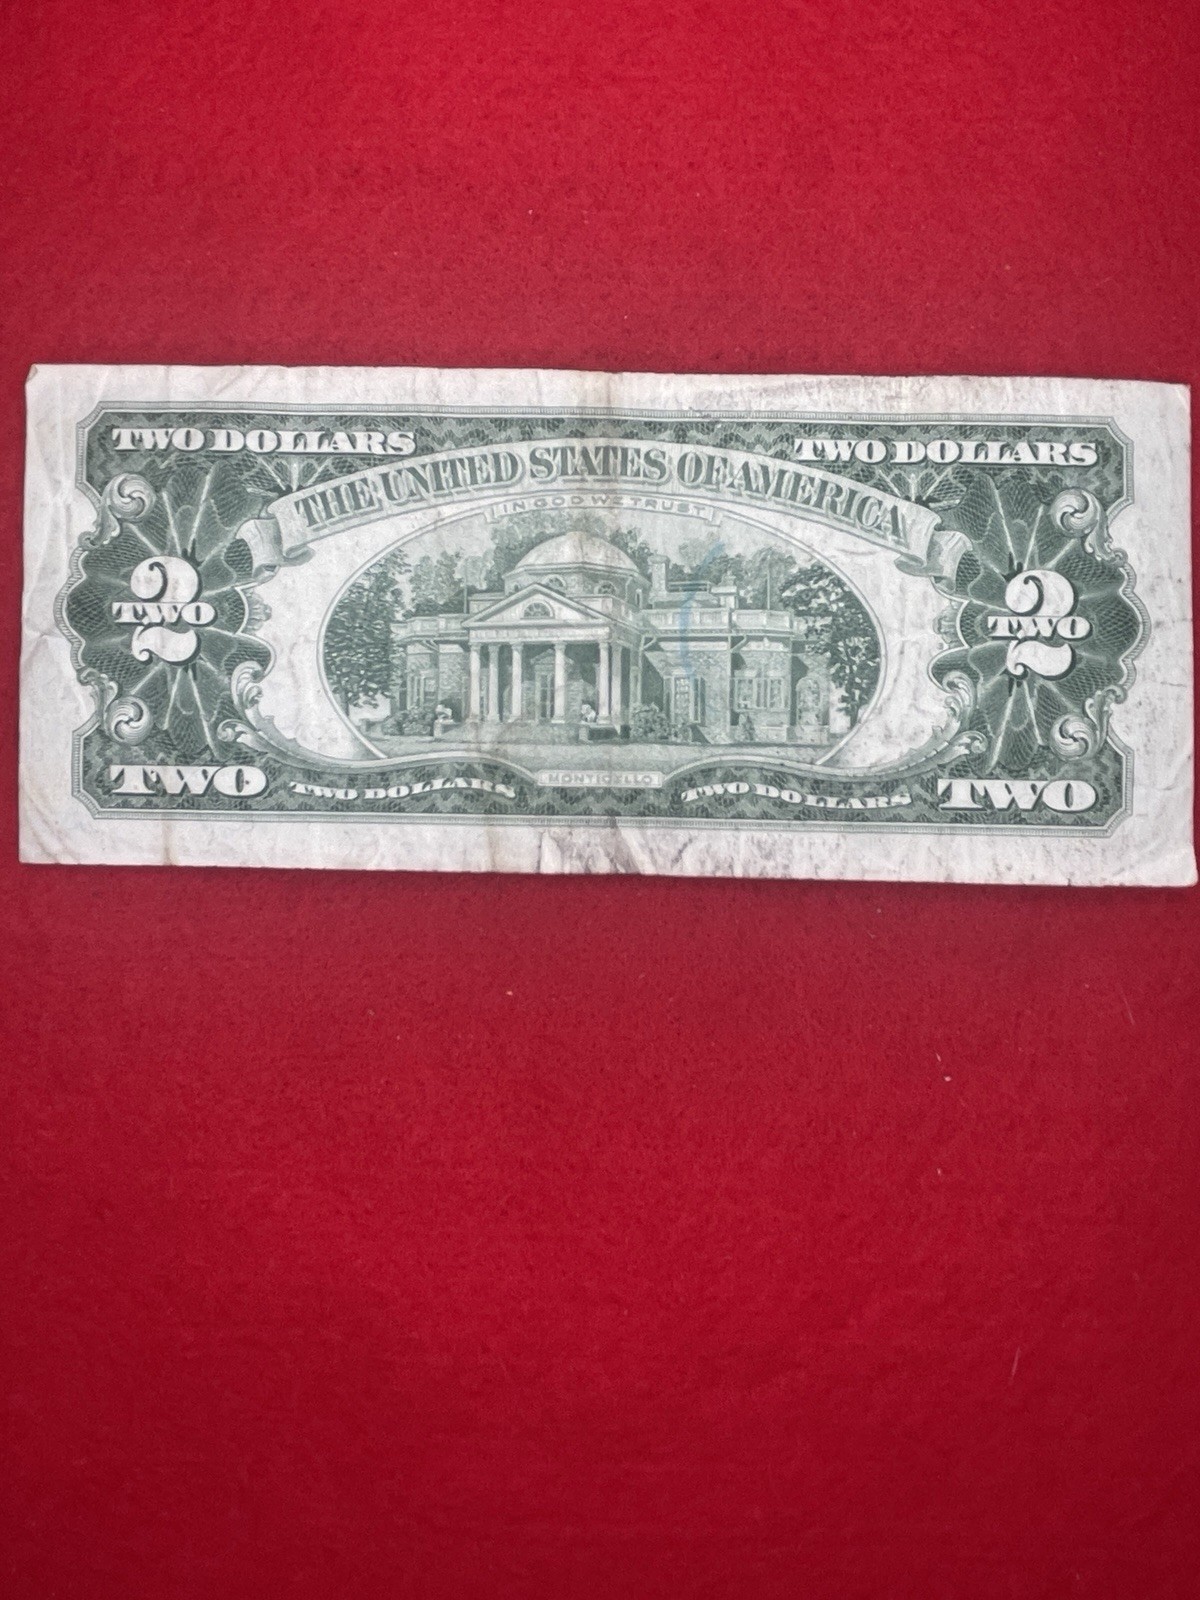 TWO DOLLARS TWO DOLLARS
THE UNITED STATES OF AMERICA
IN GOD WE TRUST
2 2
TWO TWO
MONTICELLO
TWO TWO DOLLARS TWO DOLLARS TWO